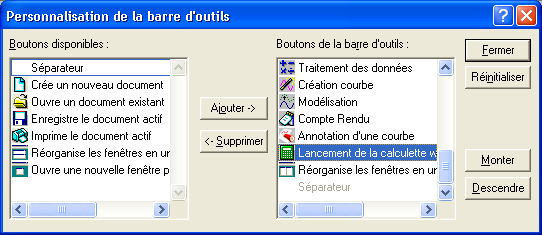 Personnalisation de la barre d'outils
Boutons disponibles :
Séparateur
Crée un nouveau document
Ouvre un document existant
Enregistre le document actif
Imprime le document actif
Réorganise les fenêtres en un
Ouvre une nouvelle fenêtre p
Ajouter ->
<- Supprimer
Boutons de la barre d'outils :
Traitement des données
Création courbe
Modélisation
Compte Rendu
Annotation d'une courbe
Lancement de la calculette w
Réorganise les fenêtres en un
Séparateur
Fermer
Réinitialiser
Monter
Descendre